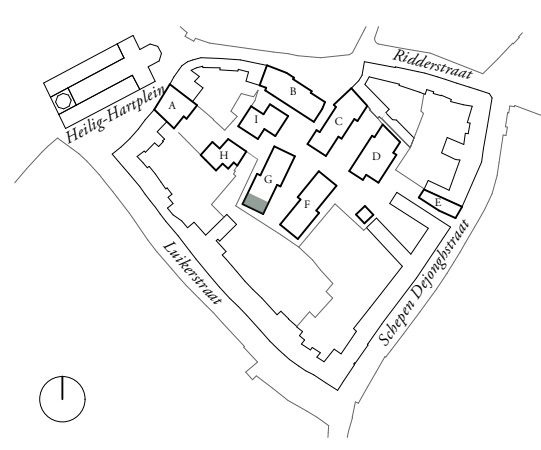 Ridderstraat
B
Heilig-Hartplein
A
I
C
H
D
G
E
F
Luikerstraat
Schepen Dejonghstraat